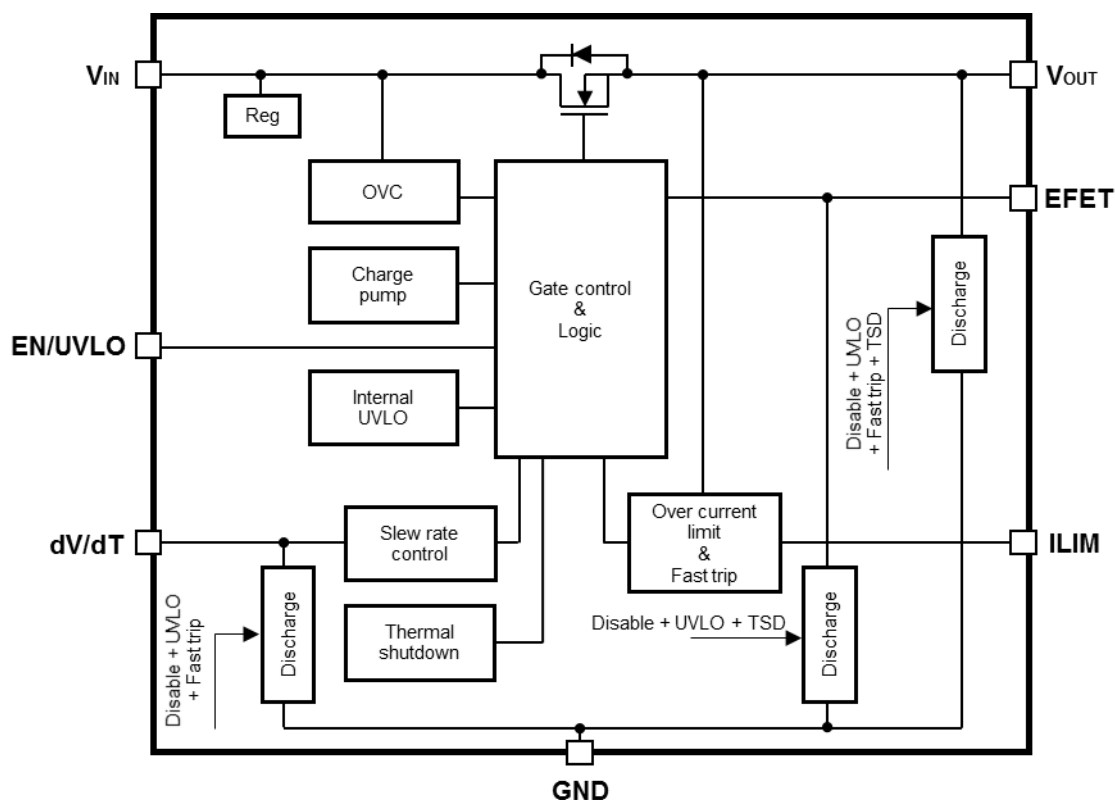 VIN
VOUT
Reg
OVC
EFET
Charge
pump
Gate control
&
Logic
Discharge
Disable + UVLO
+ Fast trip + TSD
EN/UVLO
Internal
UVLO
dV/dT
Slew rate
control
Over current
limit
&
Fast trip
ILIM
Disable + UVLO
+ Fast trip
Discharge
Thermal
shutdown
Disable + UVLO + TSD
Discharge
GND